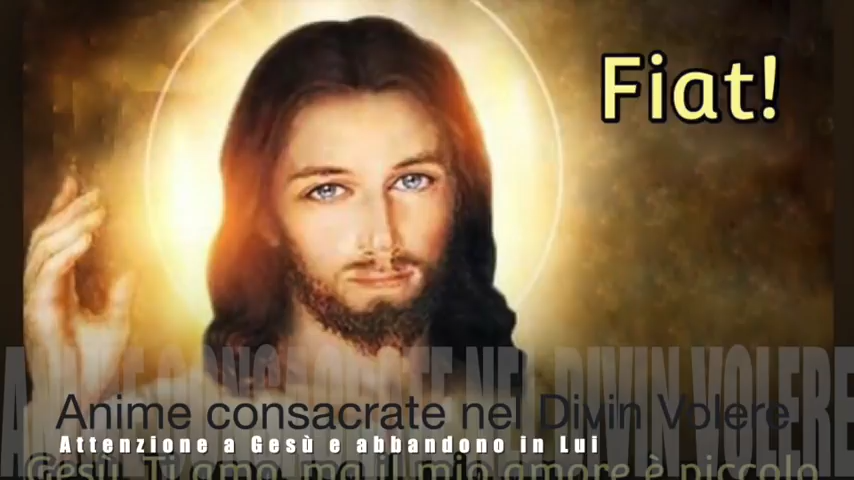 Fiat!
ANIME CONSACRATE NEL DIVIN VOLERE
Anime consacrate nel Divin Volere
Attenzione a Gesù e abbandono in Lui
Gesù, Ti amo, ma il mio amore è piccolo